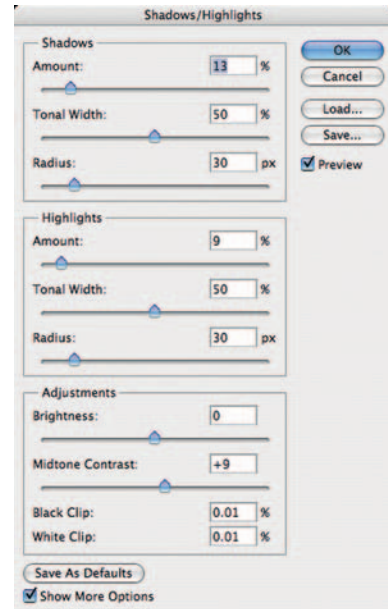 Shadows/Highlights
Shadows
Amount: 13 %
Tonal Width: 50 %
Radius: 30 px
Highlights
Amount: 9 %
Tonal Width: 50 %
Radius: 30 px
Adjustments
Brightness: 0
Midtone Contrast: +9
Black Clip: 0.01 %
White Clip: 0.01 %
Save As Defaults
Show More Options
OK
Cancel
Load...
Save...
Preview